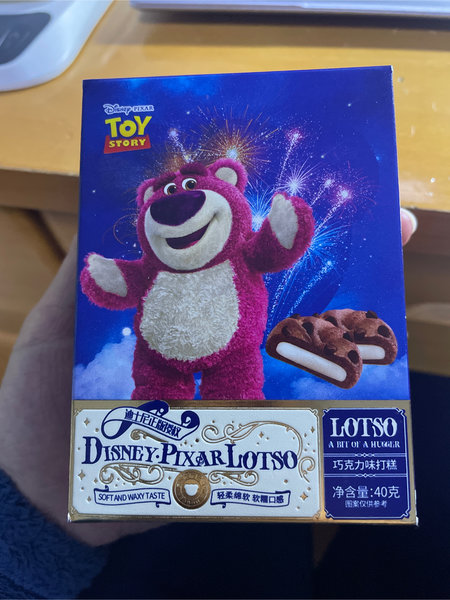 Disney·PIXAR
TOY
STORY
迪士尼正版授权
DISNEY·PIXAR LOTSO
SOFT AND WAXY TASTE
轻柔绵软 软糯口感
LOTSO
A BIT OF A HUGGER
巧克力味打糕
净含量:40克
图案仅供参考